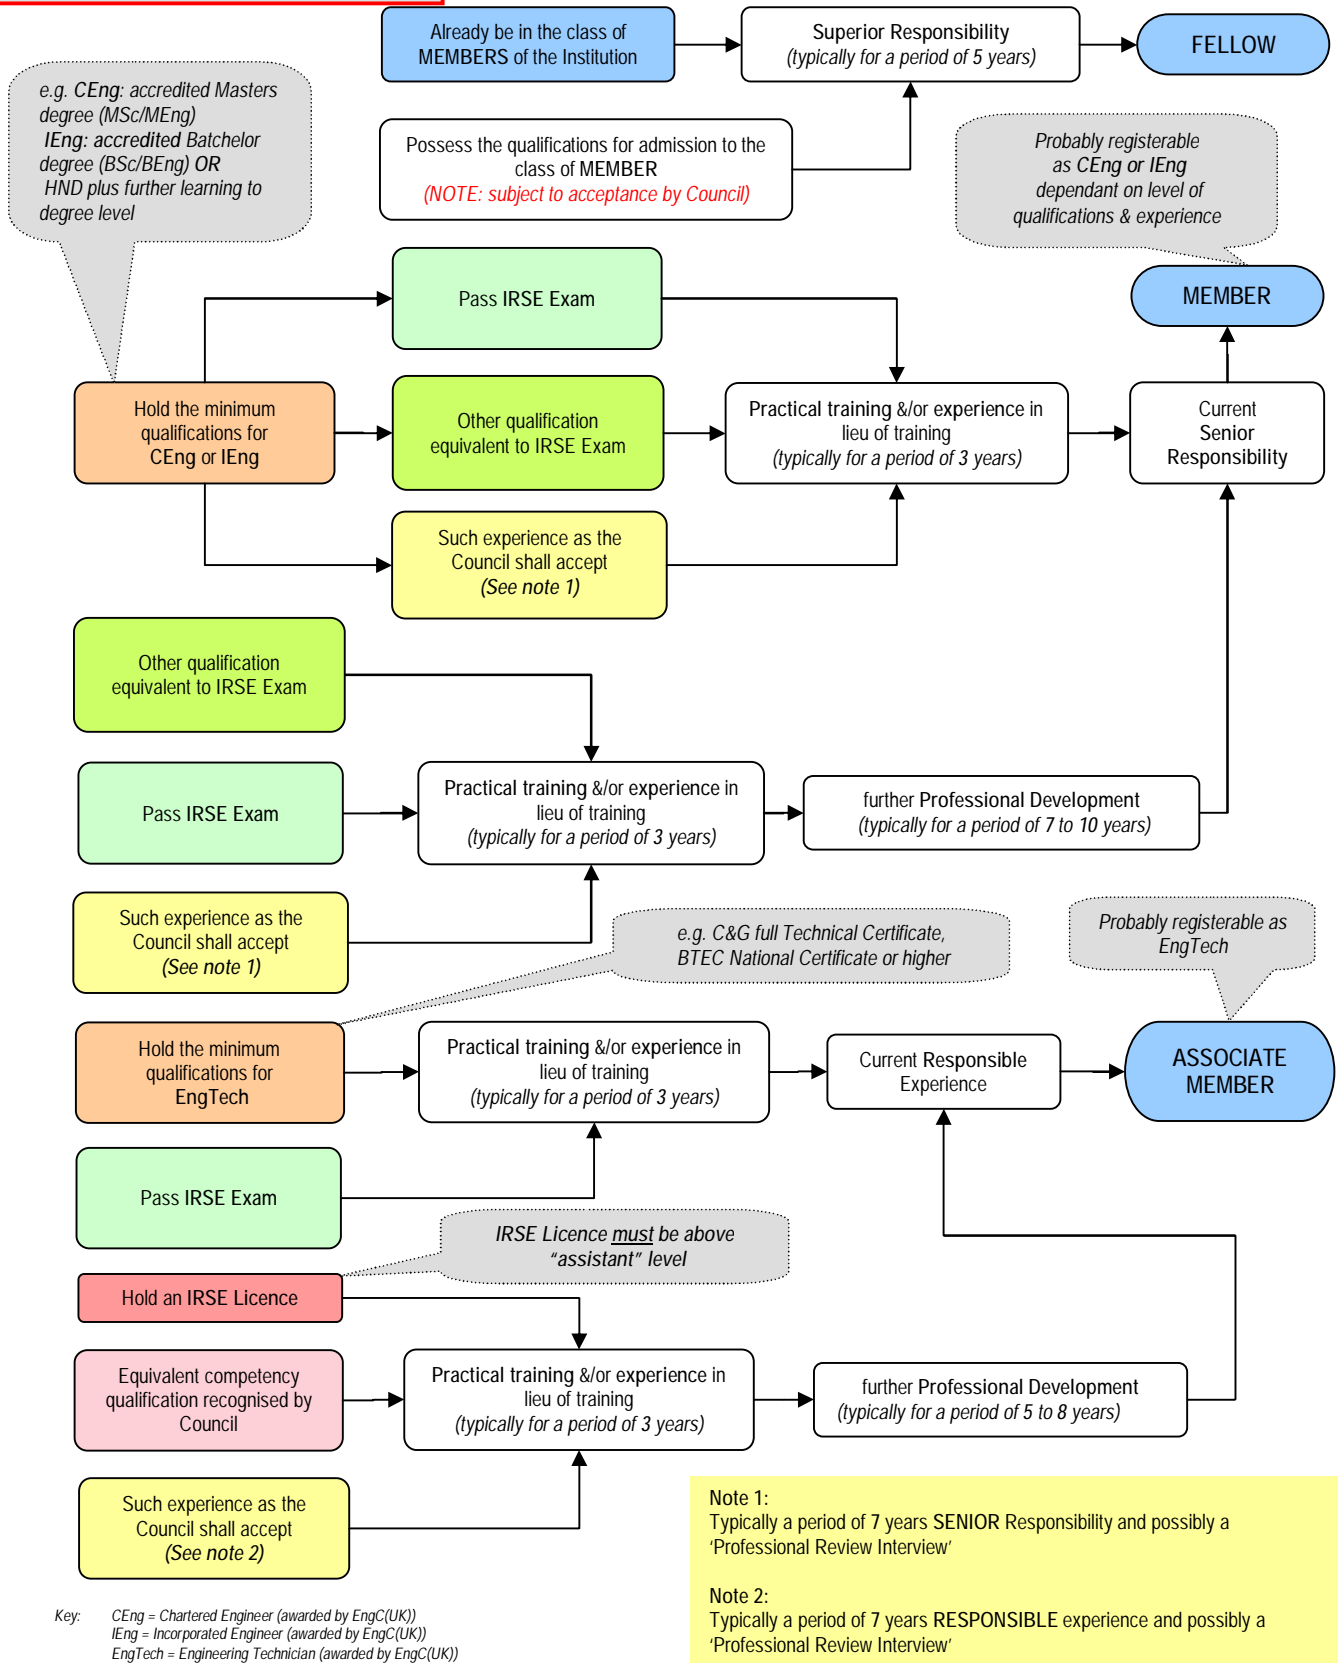 Already be in the class of
MEMBERS of the Institution
Superior Responsibility
(typically for a period of 5 years)
FELLOW
e.g. CEng: accredited Masters
degree (MSc/MEng)
IEng: accredited Batchelor
degree (BSc/BEng) OR
HND plus further learning to
degree level
Possess the qualifications for admission to the
class of MEMBER
(NOTE: subject to acceptance by Council)
Probably registerable
as CEng or IEng
dependant on level of
qualifications & experience
Pass IRSE Exam
MEMBER
Hold the minimum
qualifications for
CEng or IEng
Other qualification
equivalent to IRSE Exam
Practical training &/or experience in
lieu of training
(typically for a period of 3 years)
Current
Senior
Responsibility
Such experience as the
Council shall accept
(See note 1)
Other qualification
equivalent to IRSE Exam
Pass IRSE Exam
Practical training &/or experience in
lieu of training
(typically for a period of 3 years)
further Professional Development
(typically for a period of 7 to 10 years)
Such experience as the
Council shall accept
(See note 1)
e.g. C&G full Technical Certificate,
BTEC National Certificate or higher
Probably registerable as
EngTech
Hold the minimum
qualifications for
EngTech
Practical training &/or experience in
lieu of training
(typically for a period of 3 years)
Current Responsible
Experience
ASSOCIATE
MEMBER
Pass IRSE Exam
IRSE Licence must be above
“assistant” level
Hold an IRSE Licence
Equivalent competency
qualification recognised by
Council
Practical training &/or experience in
lieu of training
(typically for a period of 3 years)
further Professional Development
(typically for a period of 5 to 8 years)
Such experience as the
Council shall accept
(See note 2)
Note 1:
Typically a period of 7 years SENIOR Responsibility and possibly a
‘Professional Review Interview’
Note 2:
Typically a period of 7 years RESPONSIBLE experience and possibly a
‘Professional Review Interview’
Key: CEng = Chartered Engineer (awarded by EngC(UK))
IEng = Incorporated Engineer (awarded by EngC(UK))
EngTech = Engineering Technician (awarded by EngC(UK))